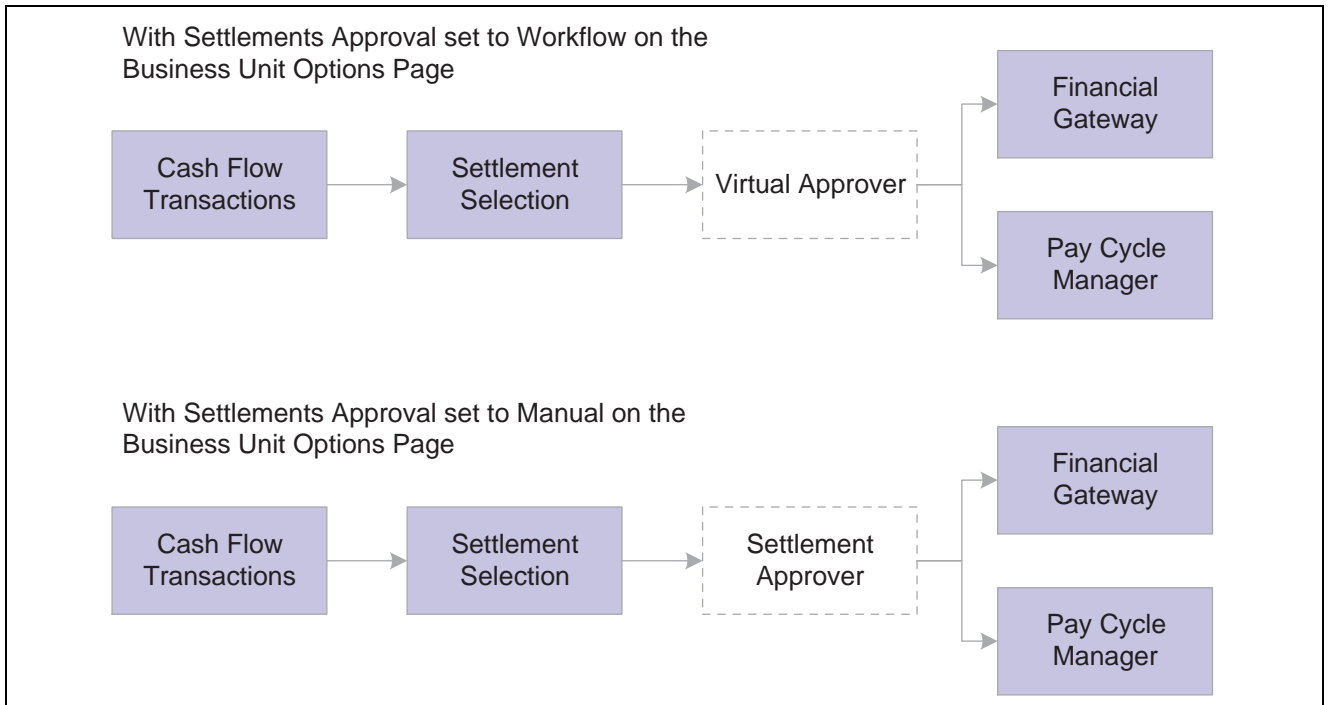 With Settlements Approval set to Workflow on the
Business Unit Options Page
Cash Flow
Transactions
Settlement
Selection
Virtual Approver
Financial
Gateway
Pay Cycle
Manager
With Settlements Approval set to Manual on the
Business Unit Options Page
Cash Flow
Transactions
Settlement
Selection
Settlement
Approver
Financial
Gateway
Pay Cycle
Manager